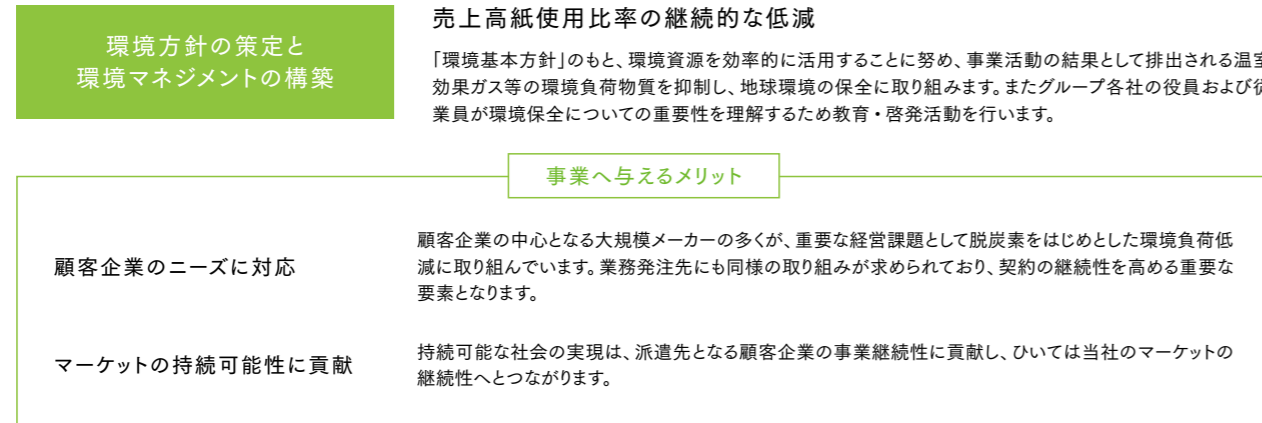 環境方針の策定と
環境マネジメントの構築
売上高紙使用比率の継続的な低減
「環境基本方針」のもと、環境資源を効率的に活用することに努め、事業活動の結果として排出される温室
効果ガス等の環境負荷物質を抑制し、地球環境の保全に取り組みます。またグループ各社の役員および従
業員が環境保全についての重要性を理解するため教育・啓発活動を行います。
事業へ与えるメリット
顧客企業のニーズに対応
顧客企業の中心となる大規模メーカーの多くが、重要な経営課題として脱炭素をはじめとした環境負荷低
減に取り組んでいます。業務発注先にも同様の取り組みが求められており、契約の継続性を高める重要な
要素となります。
マーケットの持続可能性に貢献
持続可能な社会の実現は、派遣先となる顧客企業の事業継続性に貢献し、ひいては当社のマーケットの
継続性へとつながります。